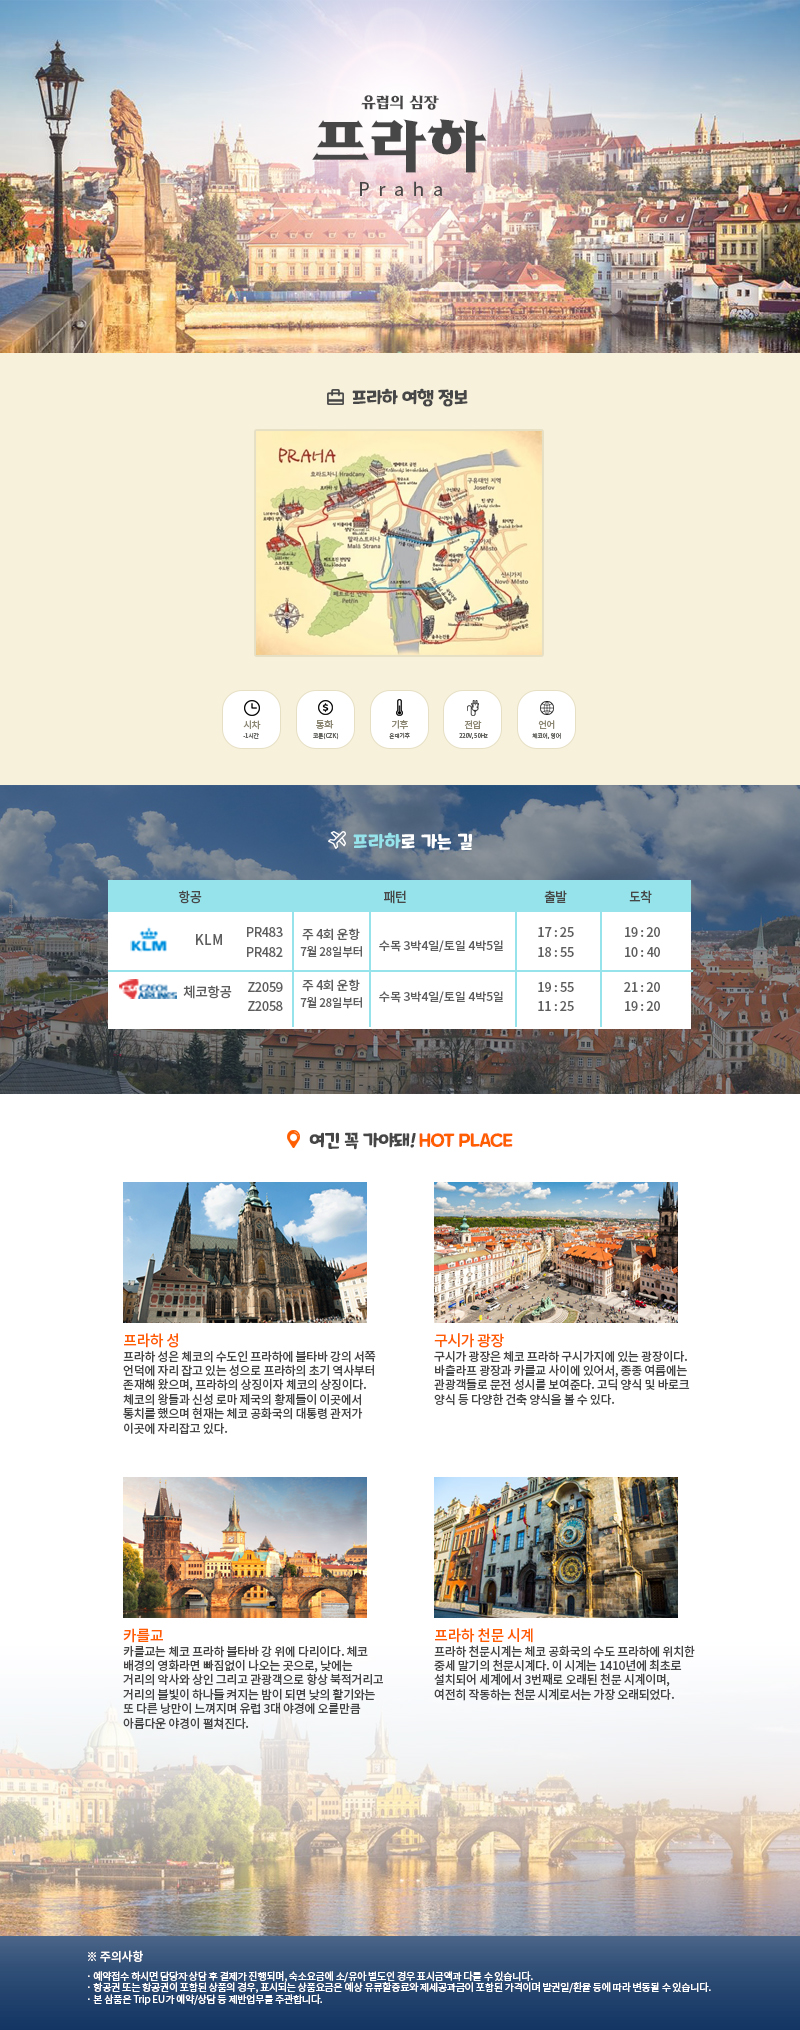 유럽의 심장
프라하
Praha
프라하 여행 정보
PRAHA
흐라드차니 Hradčany
프라하 성
구유대인 지역
Josefov
말라스트라나
Malá Strana
구시가지
Staré Město
신시가지
Nové Město
페트르진 언덕
Petřín
시차
-1시간
통화
코룬(CZK)
기후
온대기후
전압
220V, 50Hz
언어
체코어, 영어
프라하로 가는 길
항공 패턴 출발 도착
KLM KLM PR483 주 4회 운항 수목 3박4일/토일 4박5일 17 : 25 19 : 20
PR482 7월 28일부터 18 : 55 10 : 40
CSA CZECH AIRLINES 체코항공 Z2059 주 4회 운항 수목 3박4일/토일 4박5일 19 : 55 21 : 20
Z2058 7월 28일부터 11 : 25 19 : 20
여긴 꼭 가야돼! HOT PLACE
프라하 성
프라하 성은 체코의 수도인 프라하에 블타바 강의 서쪽
언덕에 자리 잡고 있는 성으로 프라하의 초기 역사부터
존재해 왔으며, 프라하의 상징이자 체코의 상징이다.
체코의 왕들과 신성 로마 제국의 황제들이 이곳에서
통치를 했으며 현재는 체코 공화국의 대통령 관저가
이곳에 자리잡고 있다.
구시가 광장
구시가 광장은 체코 프라하 구시가지에 있는 광장이다.
바츨라프 광장과 카를교 사이에 있어서, 종종 여름에는
관광객들로 문전 성시를 보여준다. 고딕 양식 및 바로크
양식 등 다양한 건축 양식을 볼 수 있다.
카를교
카를교는 체코 프라하 블타바 강 위에 다리이다. 체코
배경의 영화라면 빠짐없이 나오는 곳으로, 낮에는
거리의 악사와 상인 그리고 관광객으로 항상 북적거리고
거리의 불빛이 하나들 켜지는 밤이 되면 낮의 활기와는
또 다른 낭만이 느껴지며 유럽 3대 야경에 오를만큼
아름다운 야경이 펼쳐진다.
프라하 천문 시계
프라하 천문시계는 체코 공화국의 수도 프라하에 위치한
중세 말기의 천문시계다. 이 시계는 1410년에 최초로
설치되어 세계에서 3번째로 오래된 천문 시계이며,
여전히 작동하는 천문 시계로서는 가장 오래되었다.
※ 주의사항
· 예약접수 하시면 담당자 상담 후 결제가 진행되며, 숙소요금에 소/유아 별도인 경우 표시금액과 다를 수 있습니다.
· 항공권 또는 항공권이 포함된 상품의 경우, 표시되는 상품요금은 예상 유류할증료와 제세공과금이 포함된 가격이며 발권일/환율 등에 따라 변동될 수 있습니다.
· 본 삼품은 Trip EU가 예약/상담 등 제반업무를 주관합니다.